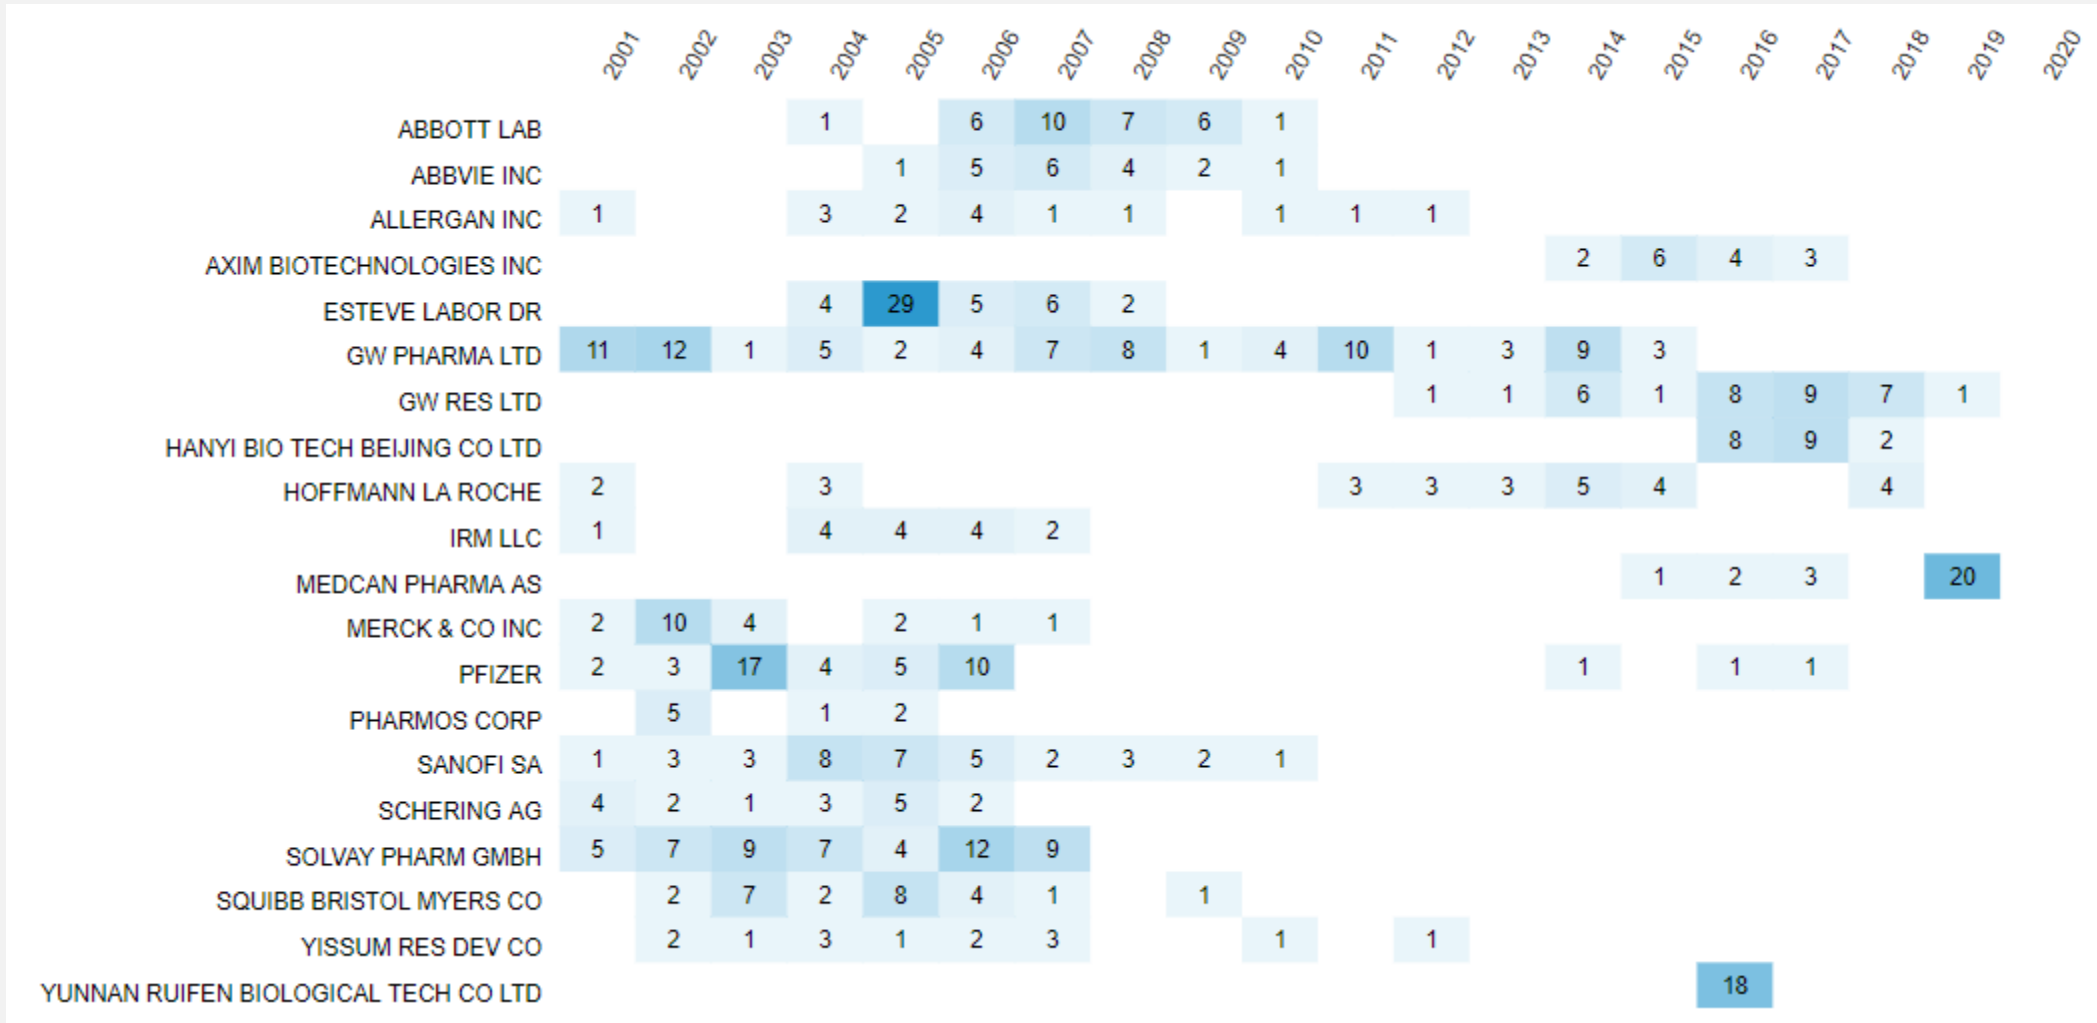 2001 2002 2003 2004 2005 2006 2007 2008 2009 2010 2011 2012 2013 2014 2015 2016 2017 2018 2019 2020
ABBOTT LAB 1 6 10 7 6 1
ABBVIE INC 1 5 6 4 2 1
ALLERGAN INC 1 3 2 4 1 1 1 1 1
AXIM BIOTECHNOLOGIES INC 2 6 4 3
ESTEVE LABOR DR 4 29 5 6 2
GW PHARMA LTD 11 12 1 5 2 4 7 8 1 4 10 1 3 9 3
GW RES LTD 1 1 6 1 8 9 7 1
HANYI BIO TECH BEIJING CO LTD 8 9 2
HOFFMANN LA ROCHE 2 3 3 3 3 5 4 4
IRM LLC 1 4 4 4 2
MEDCAN PHARMA AS 1 2 3 20
MERCK & CO INC 2 10 4 2 1 1
PFIZER 2 3 17 4 5 10 1 1 1
PHARMOS CORP 5 1 2
SANOFI SA 1 3 3 8 7 5 2 3 2 1
SCHERING AG 4 2 1 3 5 2
SOLVAY PHARM GMBH 5 7 9 7 4 12 9
SQUIBB BRISTOL MYERS CO 2 7 2 8 4 1 1
YISSUM RES DEV CO 2 1 3 1 2 3 1 1
YUNNAN RUIFEN BIOLOGICAL TECH CO LTD 18